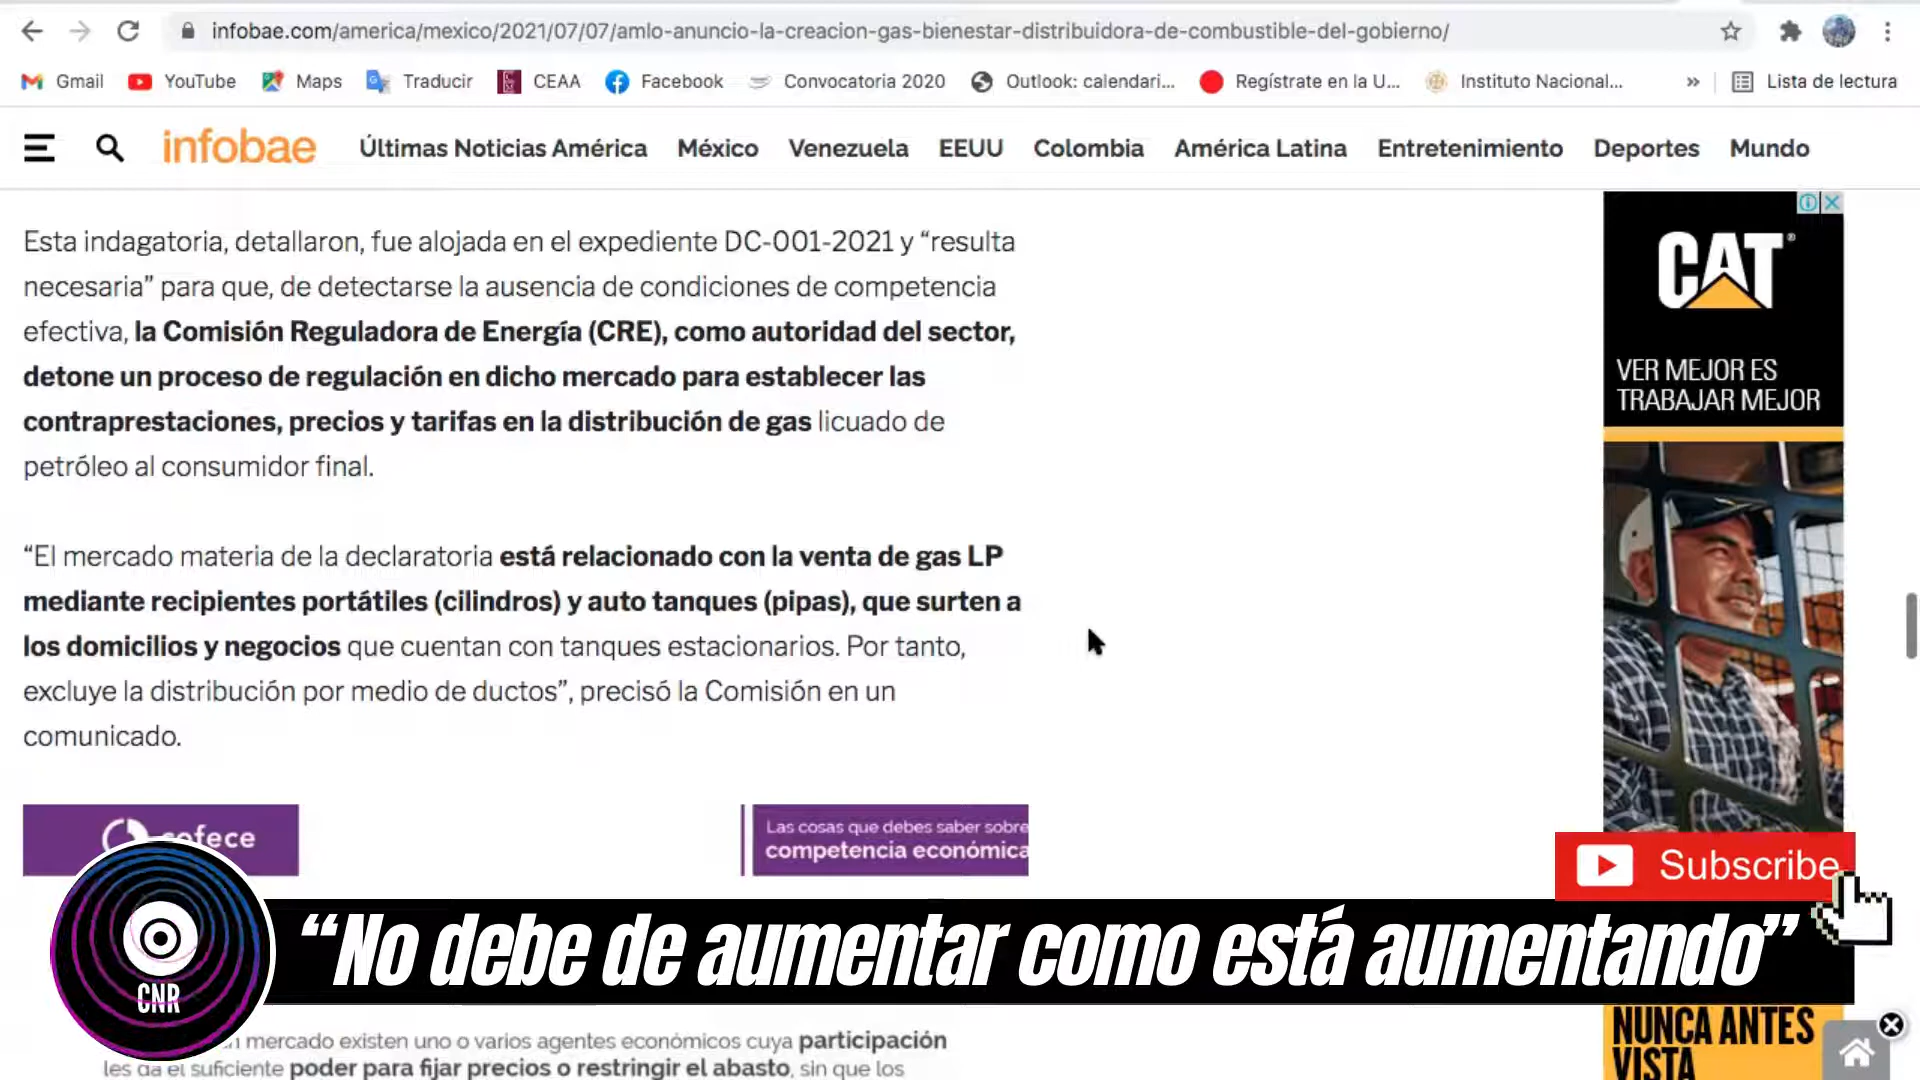 infobae.com/america/mexico/2021/07/07/amlo-anuncio-la-creacion-gas-bienestar-distribuidora-de-combustible-del-gobierno/
Gmail YouTube Maps Traducir CEAA Facebook Convocatoria 2020 Outlook: calendari... Regístrate en la U... Instituto Nacional... » Lista de lectura
infobae Últimas Noticias América México Venezuela EEUU Colombia América Latina Entretenimiento Deportes Mundo
Esta indagatoria, detallaron, fue alojada en el expediente DC-001-2021 y “resulta
necesaria” para que, de detectarse la ausencia de condiciones de competencia
efectiva, la Comisión Reguladora de Energía (CRE), como autoridad del sector,
detone un proceso de regulación en dicho mercado para establecer las
contraprestaciones, precios y tarifas en la distribución de gas licuado de
petróleo al consumidor final.
“El mercado materia de la declaratoria está relacionado con la venta de gas LP
mediante recipientes portátiles (cilindros) y auto tanques (pipas), que surten a
los domicilios y negocios que cuentan con tanques estacionarios. Por tanto,
excluye la distribución por medio de ductos”, precisó la Comisión en un
comunicado.
CAT®
VER MEJOR ES
TRABAJAR MEJOR
cofece
Las cosas que debes saber sobre
competencia económica
Subscribe
“No debe de aumentar como está aumentando”
CNR
mercado existen uno o varios agentes económicos cuya participación
les da el suficiente poder para fijar precios o restringir el abasto, sin que los
NUNCA ANTES
VISTA